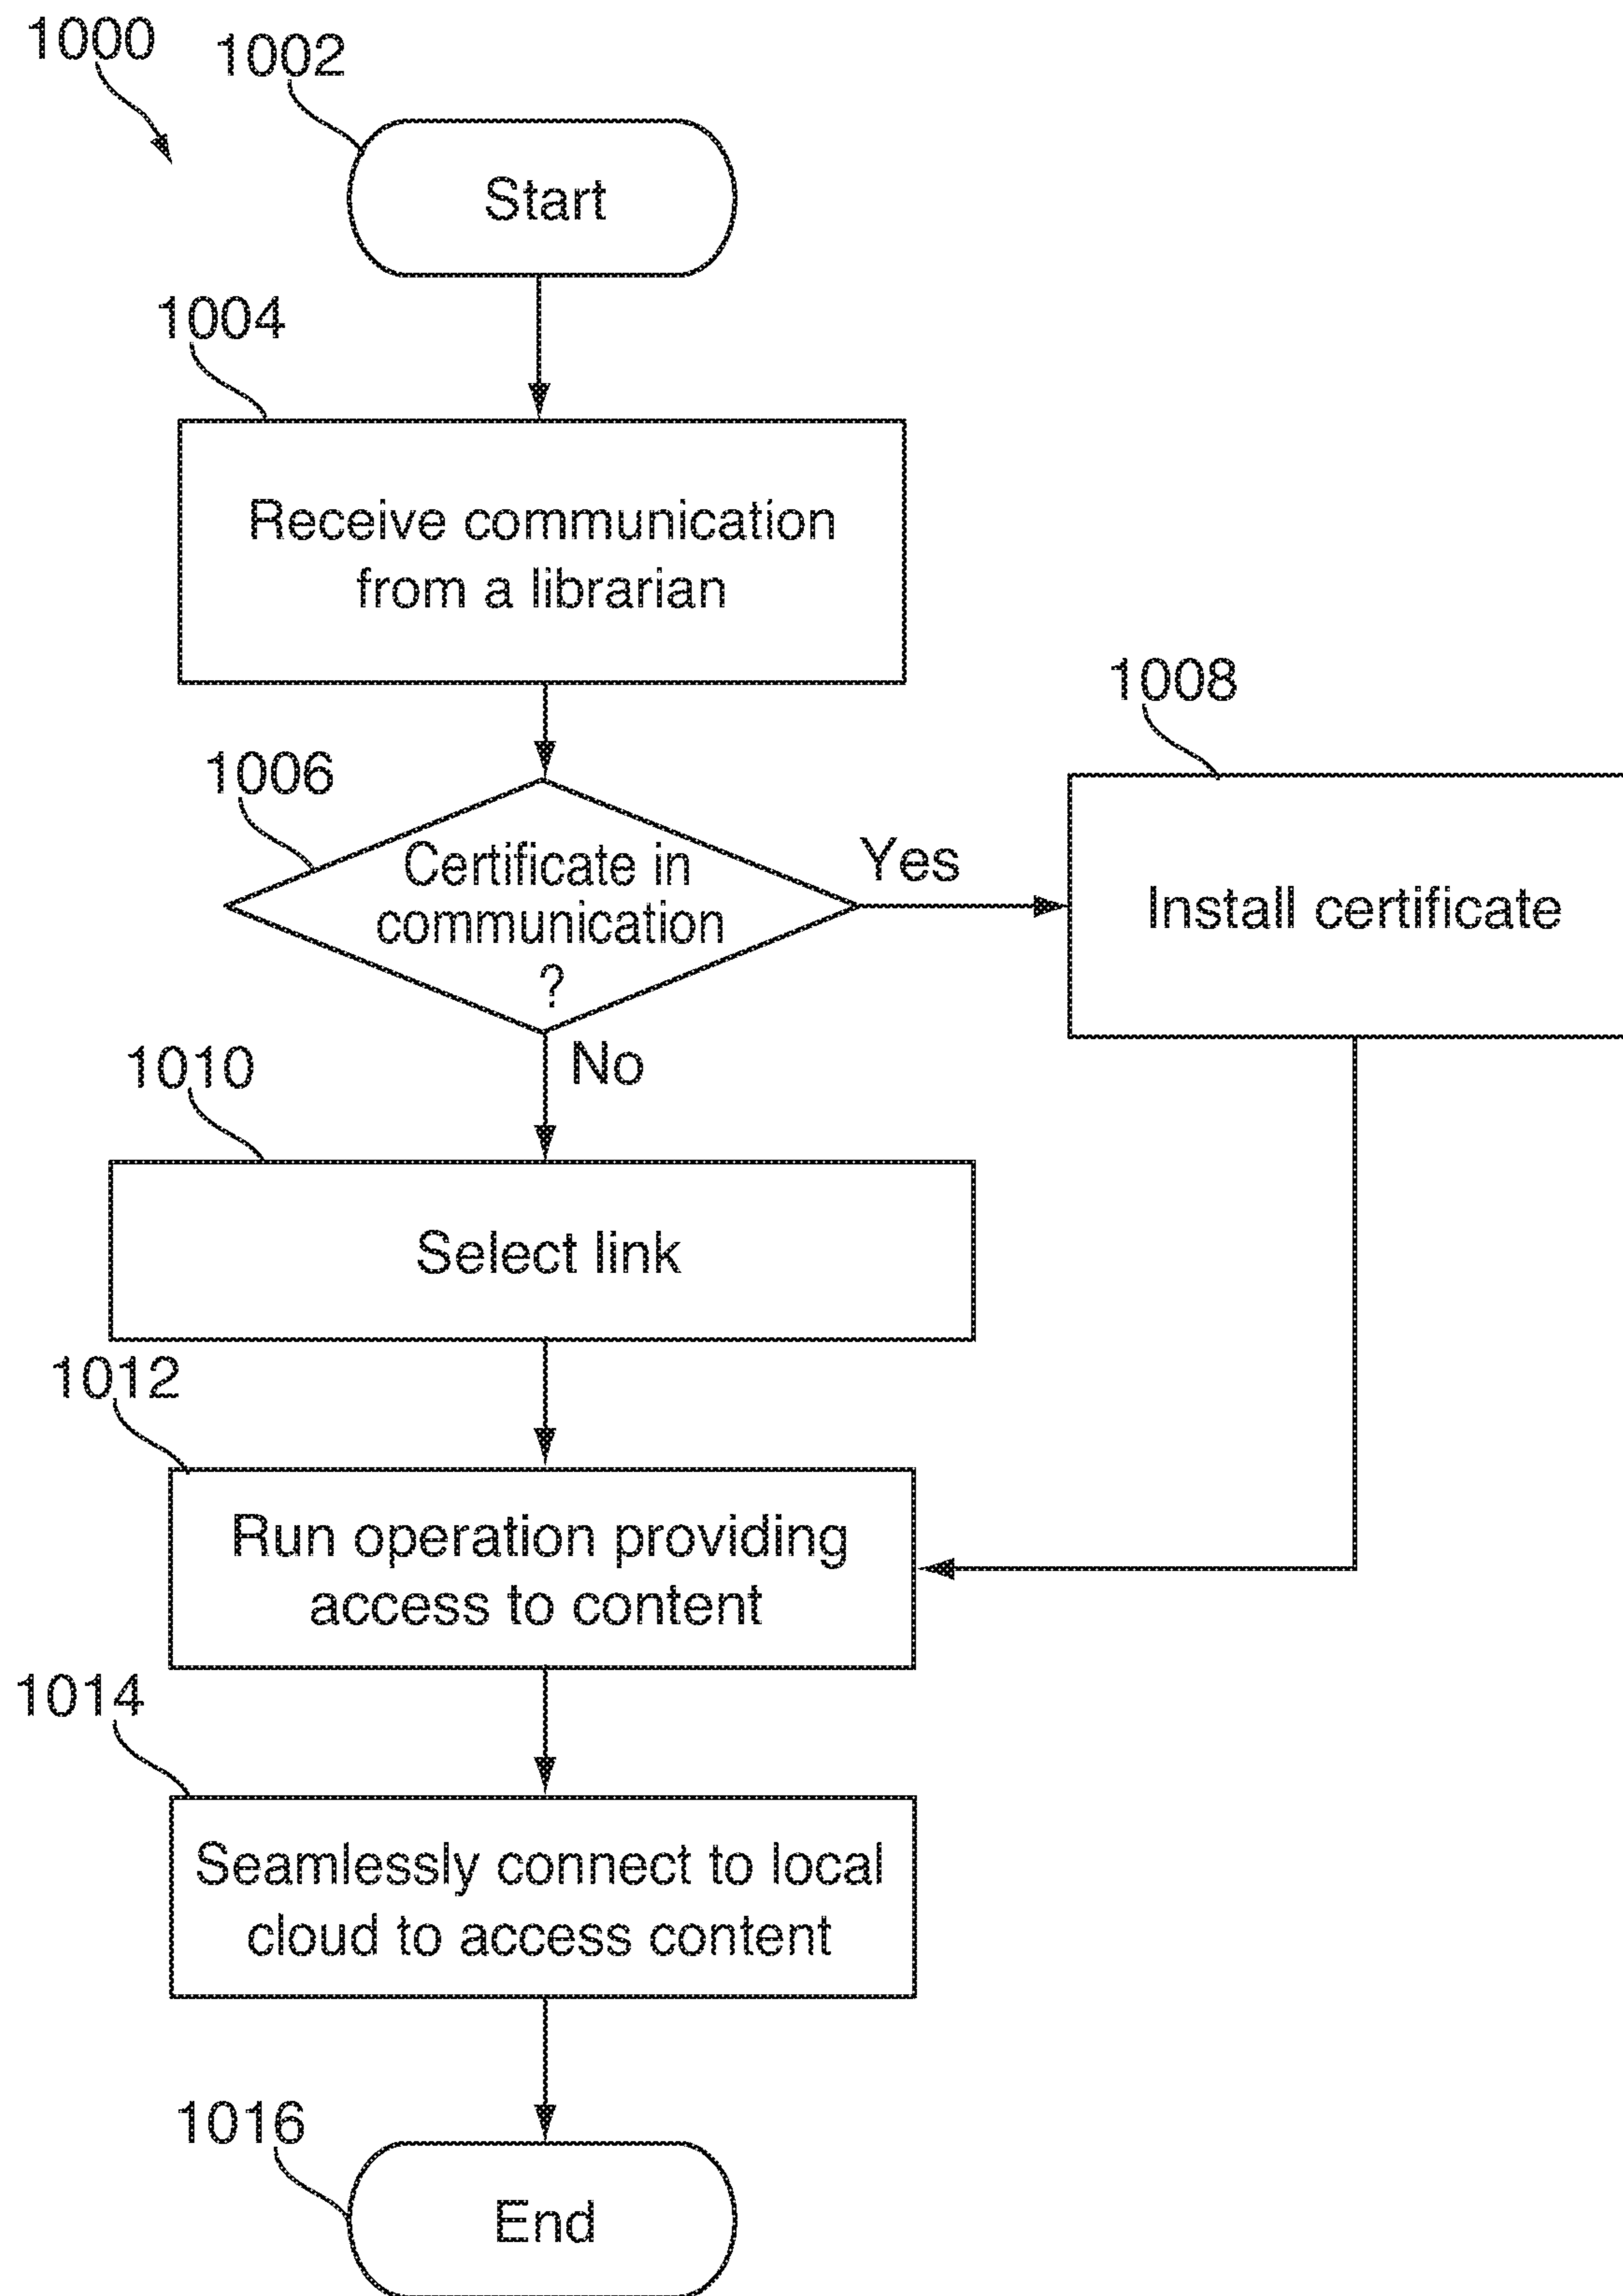 1000
1002
Start
1004
Receive communication
from a librarian
1006
Certificate in
communication
?
Yes
1008
Install certificate
No
1010
Select link
1012
Run operation providing
access to content
1014
Seamlessly connect to local
cloud to access content
1016
End